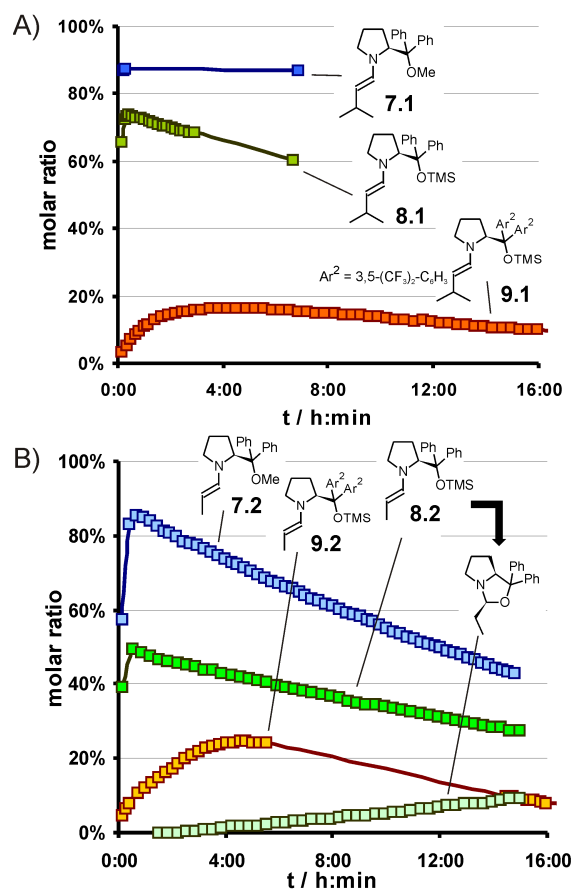 A)
100%
80%
60%
40%
20%
0%
molar ratio
0:00
4:00
8:00
12:00
16:00
t / h:min
Ph
Ph
N
OMe
7.1
Ph
Ph
N
OTMS
8.1
Ar2
Ar2
N
OTMS
9.1
Ar2 = 3,5-(CF3)2-C6H3
B)
100%
80%
60%
40%
20%
0%
molar ratio
0:00
4:00
8:00
12:00
16:00
t / h:min
Ph
Ph
N
OMe
7.2
Ar2
Ar2
N
OTMS
9.2
Ph
Ph
N
OTMS
8.2
Ph
Ph
N
O